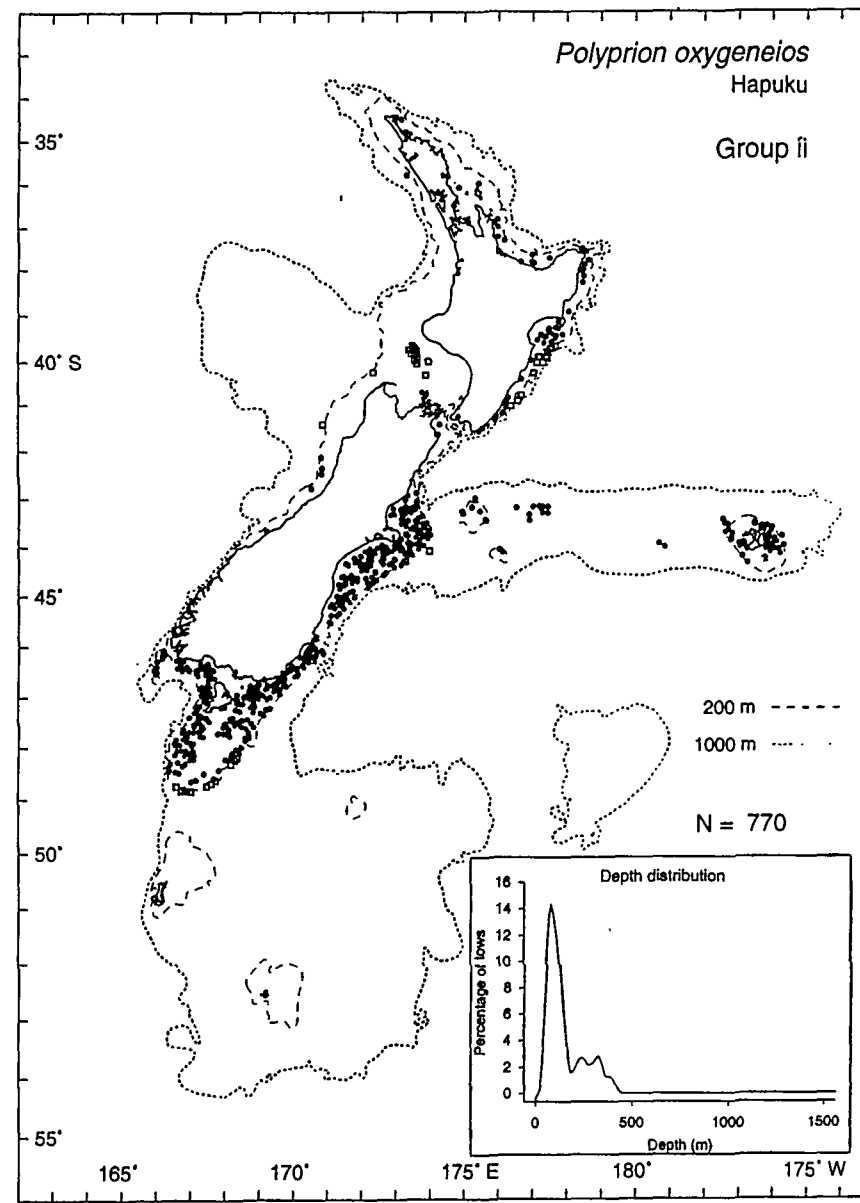 Polyprion oxygeneios
Hapuku
Group ii
35°
40° S
45°
200 m
1000 m
N = 770
50°
Depth distribution
16
14
12
10
8
6
4
2
0
Percentage of tows
0 500 1000 1500
Depth (m)
55°
165° 170° 175° E 180° 175° W